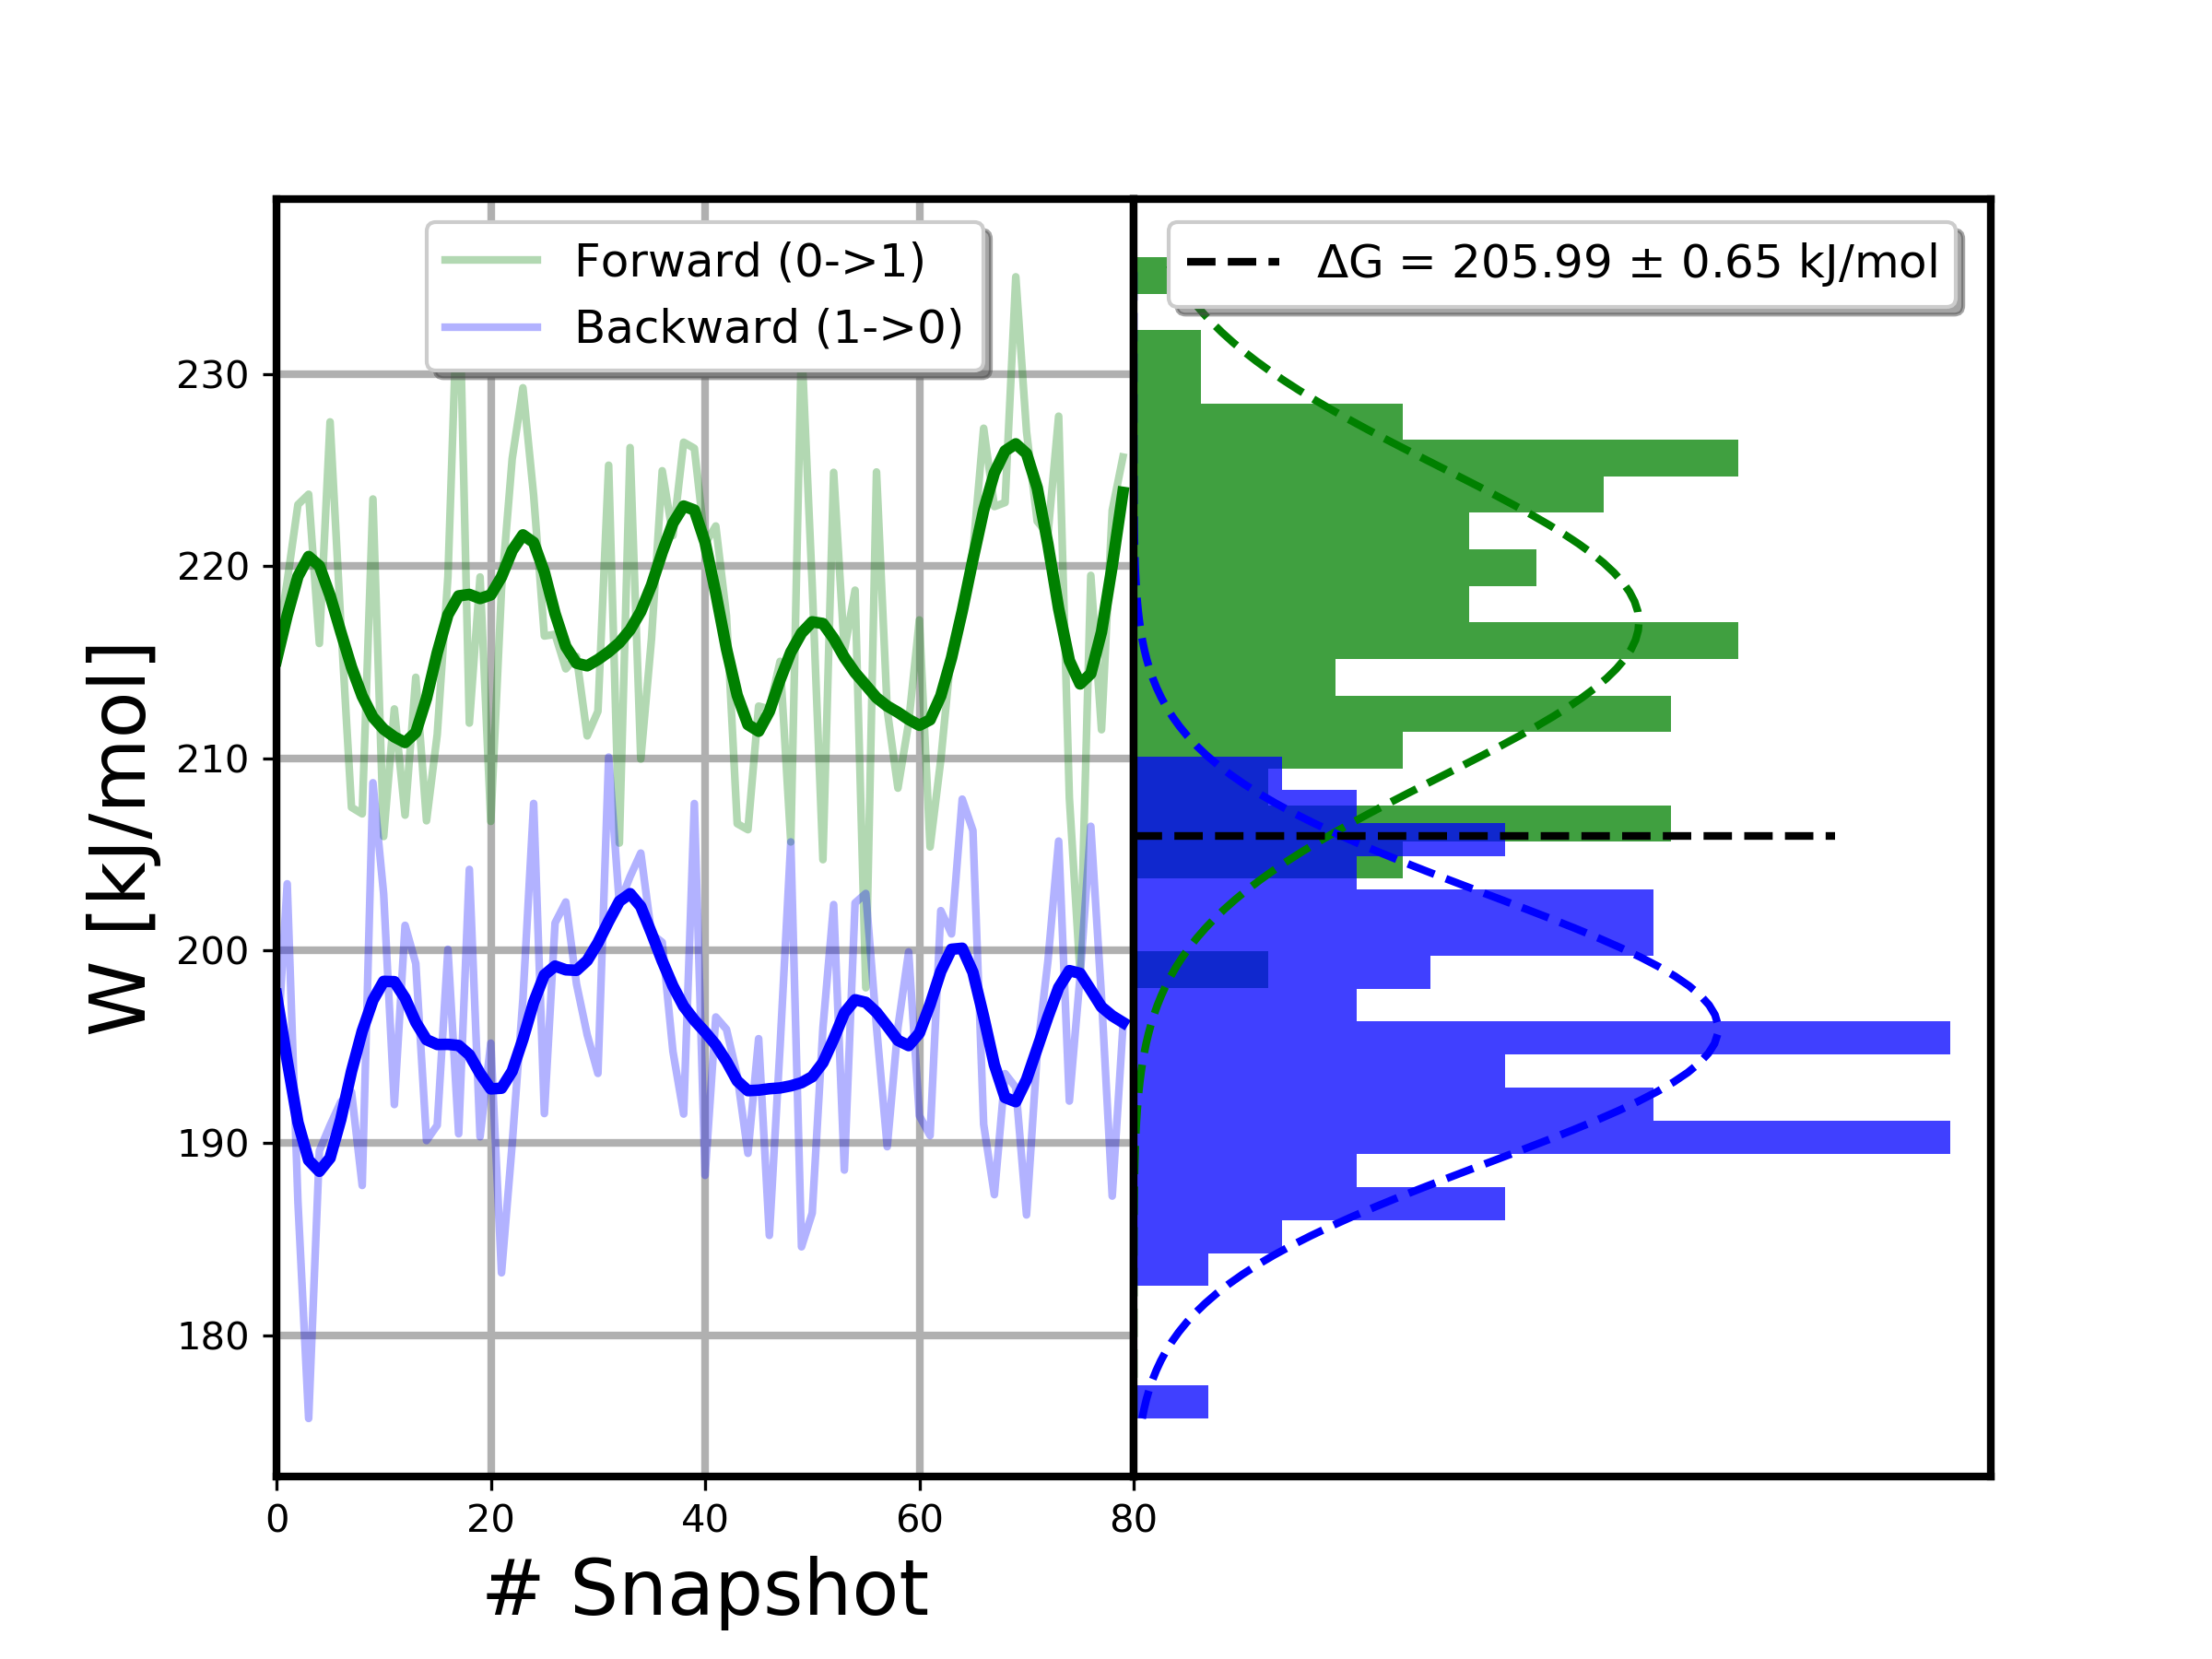 Forward (0->1)
Backward (1->0)
ΔG = 205.99 ± 0.65 kJ/mol
W [kJ/mol]
230
220
210
200
190
180
0
20
40
60
80
# Snapshot